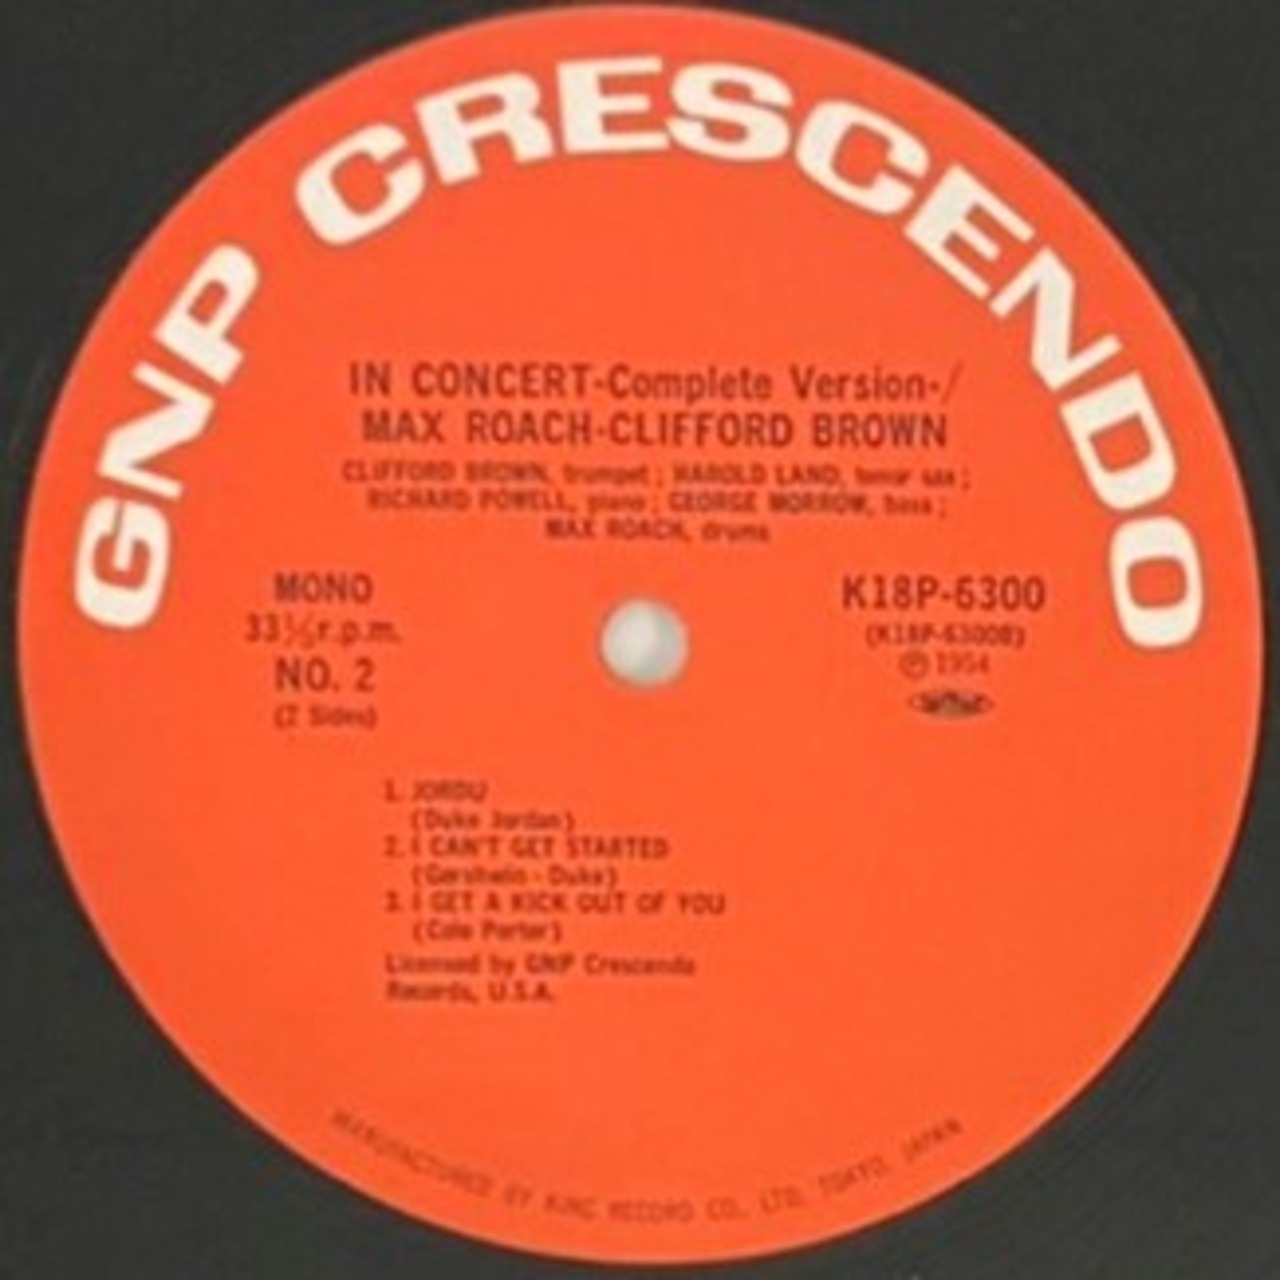 GNP CRESCENDO
IN CONCERT-Complete Version-/
MAX ROACH-CLIFFORD BROWN
CLIFFORD BROWN, trumpet; HAROLD LAND, tenor sax;
RICHARD POWELL, piano; GEORGE MORROW, bass;
MAX ROACH, drums
MONO
33⅓r.p.m.
NO. 2
(2 Sides)
K18P-6300
(K18P-6300B)
Ⓟ 1954
1. JORDU
(Duke Jordan)
2. I CAN'T GET STARTED
(Gershwin - Duke)
3. I GET A KICK OUT OF YOU
(Cole Porter)
Licensed by GNP Crescendo
Records, U.S.A.
MANUFACTURED BY KING RECORD CO., LTD. TOKYO, JAPAN